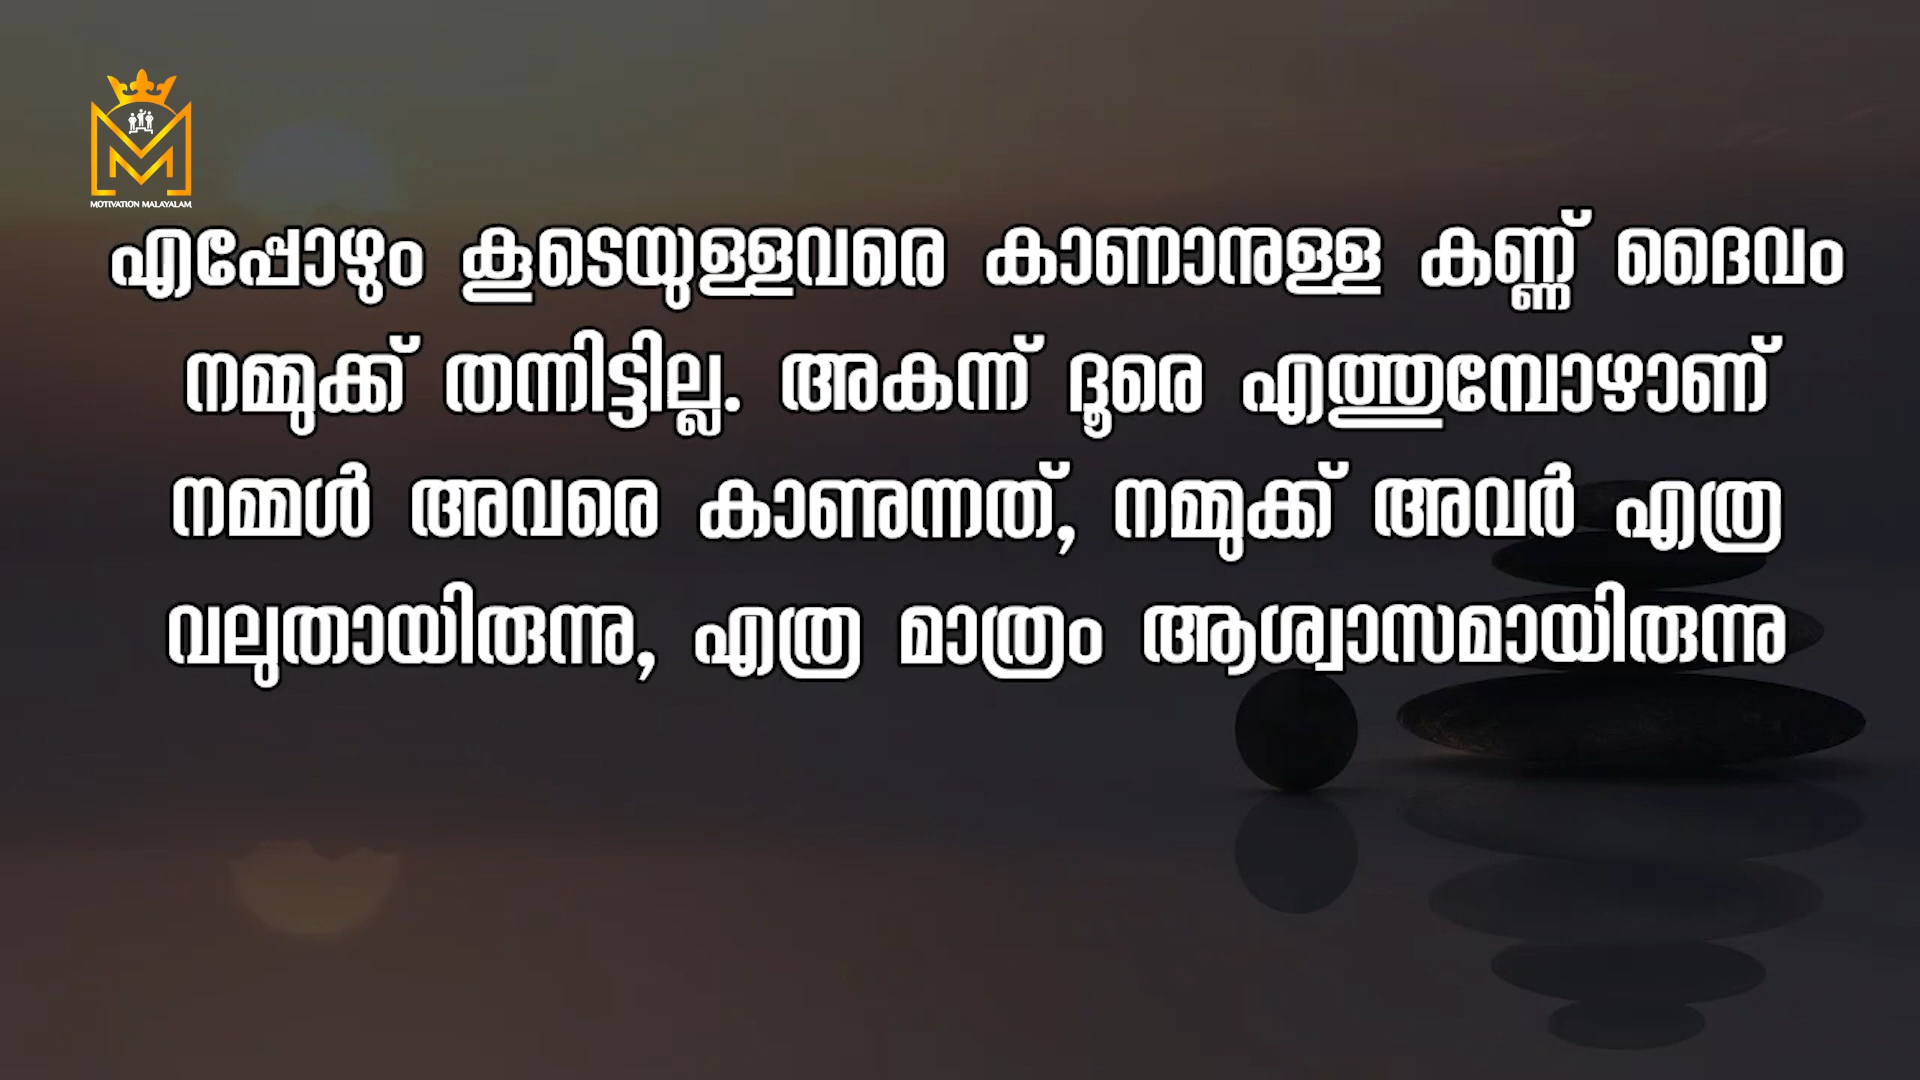 MOTIVATION MALAYALAM
എപ്പോഴും കൂടെയുള്ളവരെ കാണാനുള്ള കണ്ണ് ദൈവം
നമ്മുക്ക് തന്നിട്ടില്ല. അകന്ന് ദൂരെ എത്തുമ്പോഴാണ്
നമ്മൾ അവരെ കാണുന്നത്, നമ്മുക്ക് അവർ എത്ര
വലുതായിരുന്നു, എത്ര മാത്രം ആശ്വാസമായിരുന്നു